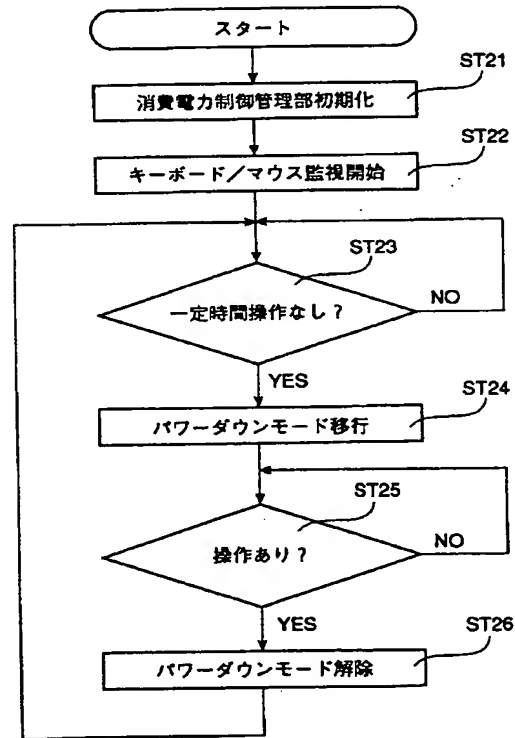 スタート
ST21
消費電力制御管理部初期化
ST22
キーボード／マウス監視開始
ST23
一定時間操作なし？
NO
YES
ST24
パワーダウンモード移行
ST25
操作あり？
NO
YES
ST26
パワーダウンモード解除